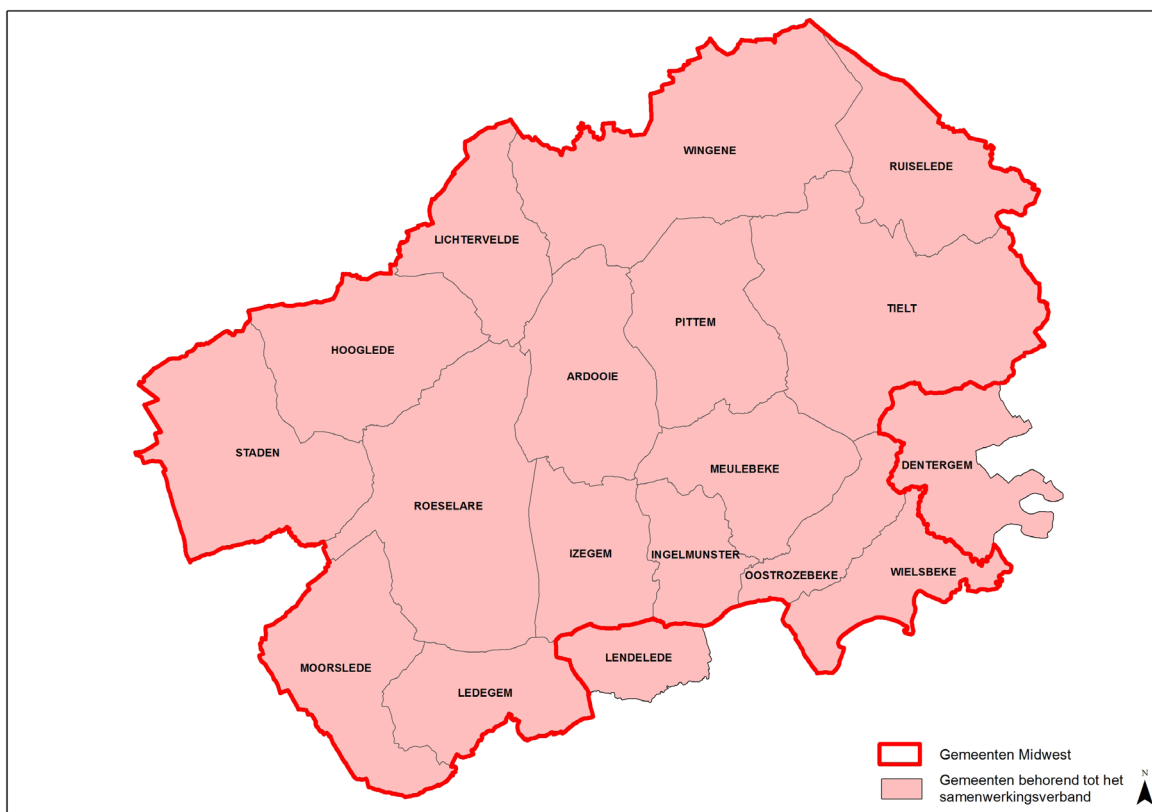 WINGENE
RUISELEDE
LICHTERVELDE
TIELT
PITTEM
HOOGLEDE
ARDOOIE
STADEN
DENTERGEM
MEULEBEKE
ROESELARE
IZEGEM
INGELMUNSTER
OOSTROZEBEKE
WIELSBEKE
LENDELEDE
MOORSLEDE
LEDEGEM
Gemeenten Midwest
Gemeenten behorend tot het
samenwerkingsverband
N